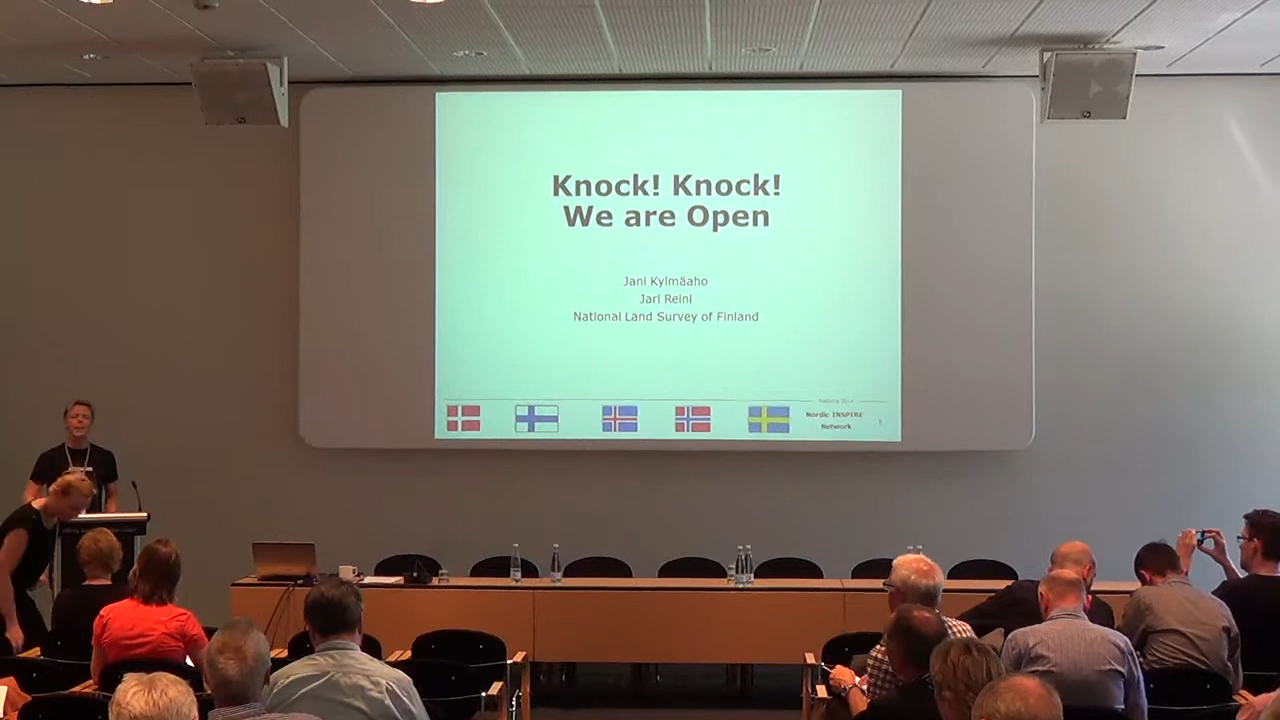 Knock! Knock!
We are Open
Jani Kylmäaho
Jari Reini
National Land Survey of Finland
Nordic INSPIRE
Network